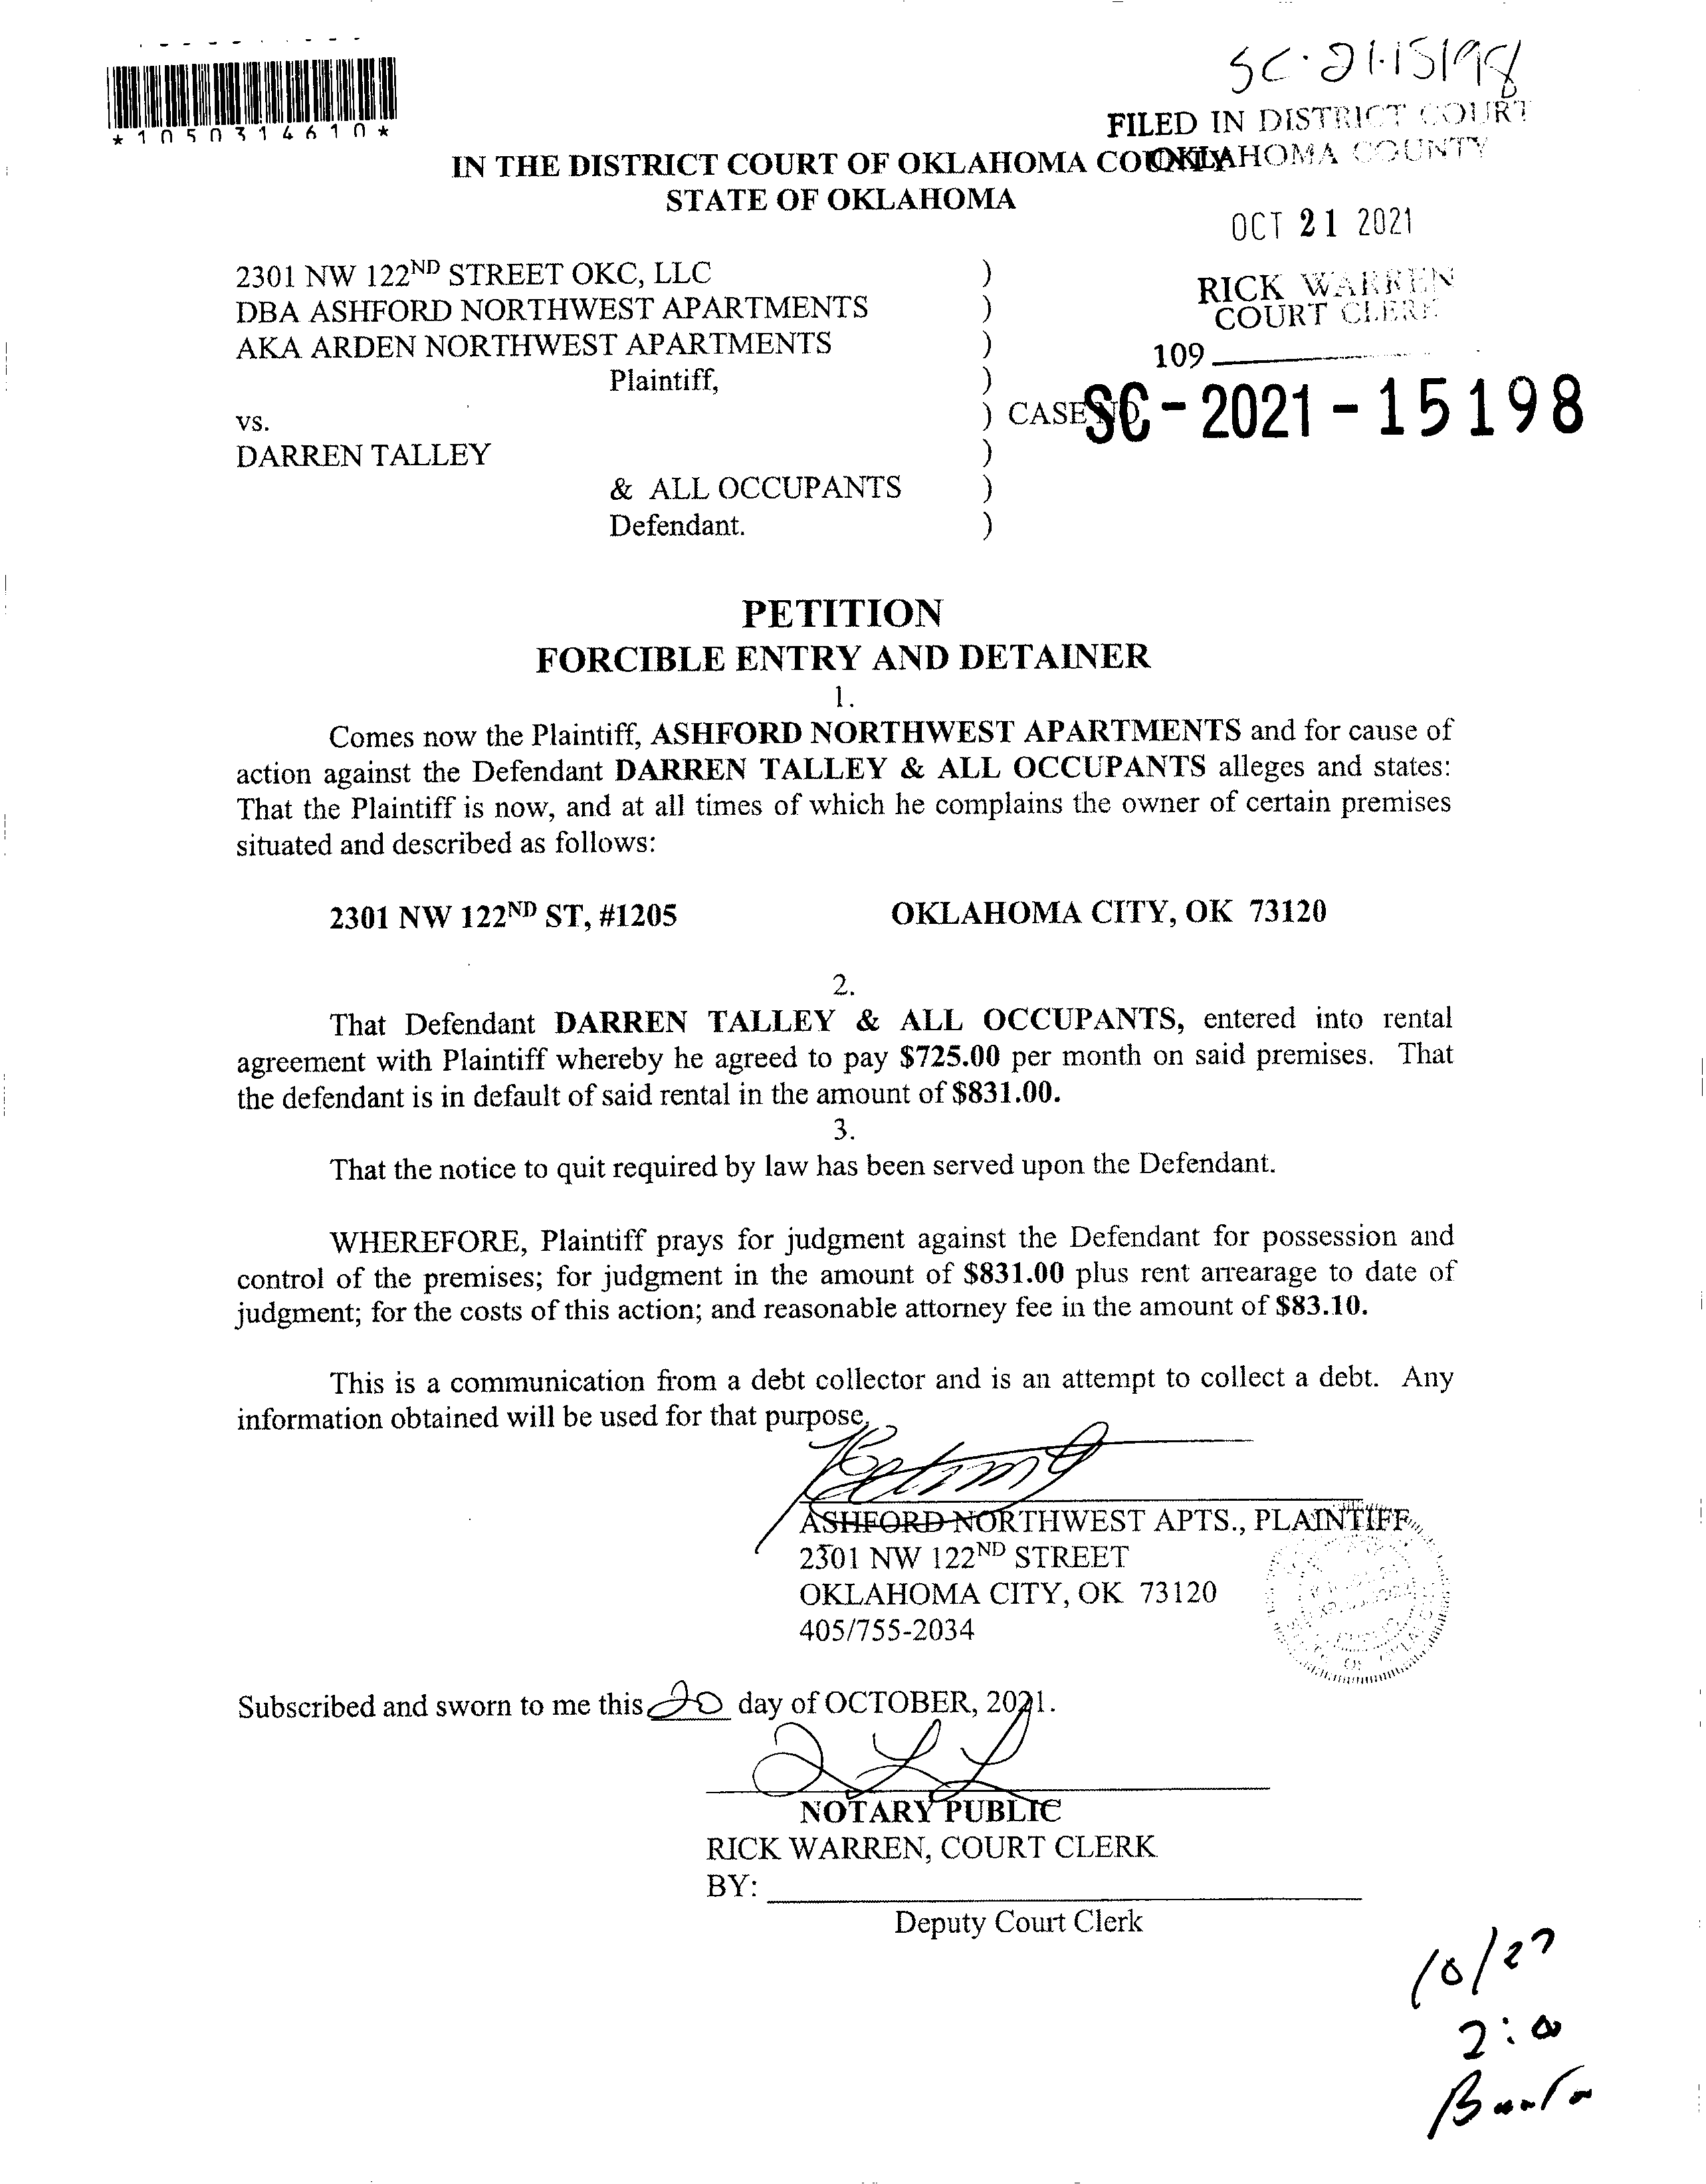 SC-21-15198
*1050314610*
FILED IN DISTRICT COURT
OKLAHOMA COUNTY
IN THE DISTRICT COURT OF OKLAHOMA COUNTY
STATE OF OKLAHOMA
OCT 21 2021
2301 NW 122ND STREET OKC, LLC )
DBA ASHFORD NORTHWEST APARTMENTS )
AKA ARDEN NORTHWEST APARTMENTS )
Plaintiff, )
RICK WARREN
COURT CLERK
109
vs. ) CASE NO. SC-2021-15198
DARREN TALLEY )
& ALL OCCUPANTS )
Defendant. )
PETITION
FORCIBLE ENTRY AND DETAINER
1.
Comes now the Plaintiff, ASHFORD NORTHWEST APARTMENTS and for cause of
action against the Defendant DARREN TALLEY & ALL OCCUPANTS alleges and states:
That the Plaintiff is now, and at all times of which he complains the owner of certain premises
situated and described as follows:
2301 NW 122ND ST, #1205 OKLAHOMA CITY, OK 73120
2.
That Defendant DARREN TALLEY & ALL OCCUPANTS, entered into rental
agreement with Plaintiff whereby he agreed to pay $725.00 per month on said premises. That
the defendant is in default of said rental in the amount of $831.00.
3.
That the notice to quit required by law has been served upon the Defendant.
WHEREFORE, Plaintiff prays for judgment against the Defendant for possession and
control of the premises; for judgment in the amount of $831.00 plus rent arrearage to date of
judgment; for the costs of this action; and reasonable attorney fee in the amount of $83.10.
This is a communication from a debt collector and is an attempt to collect a debt. Any
information obtained will be used for that purpose.
ASHFORD NORTHWEST APTS., PLAINTIFF
2301 NW 122ND STREET
OKLAHOMA CITY, OK 73120
405/755-2034
Subscribed and sworn to me this 20 day of OCTOBER, 2021.
NOTARY PUBLIC
RICK WARREN, COURT CLERK
BY:
Deputy Court Clerk
10/27
2:00